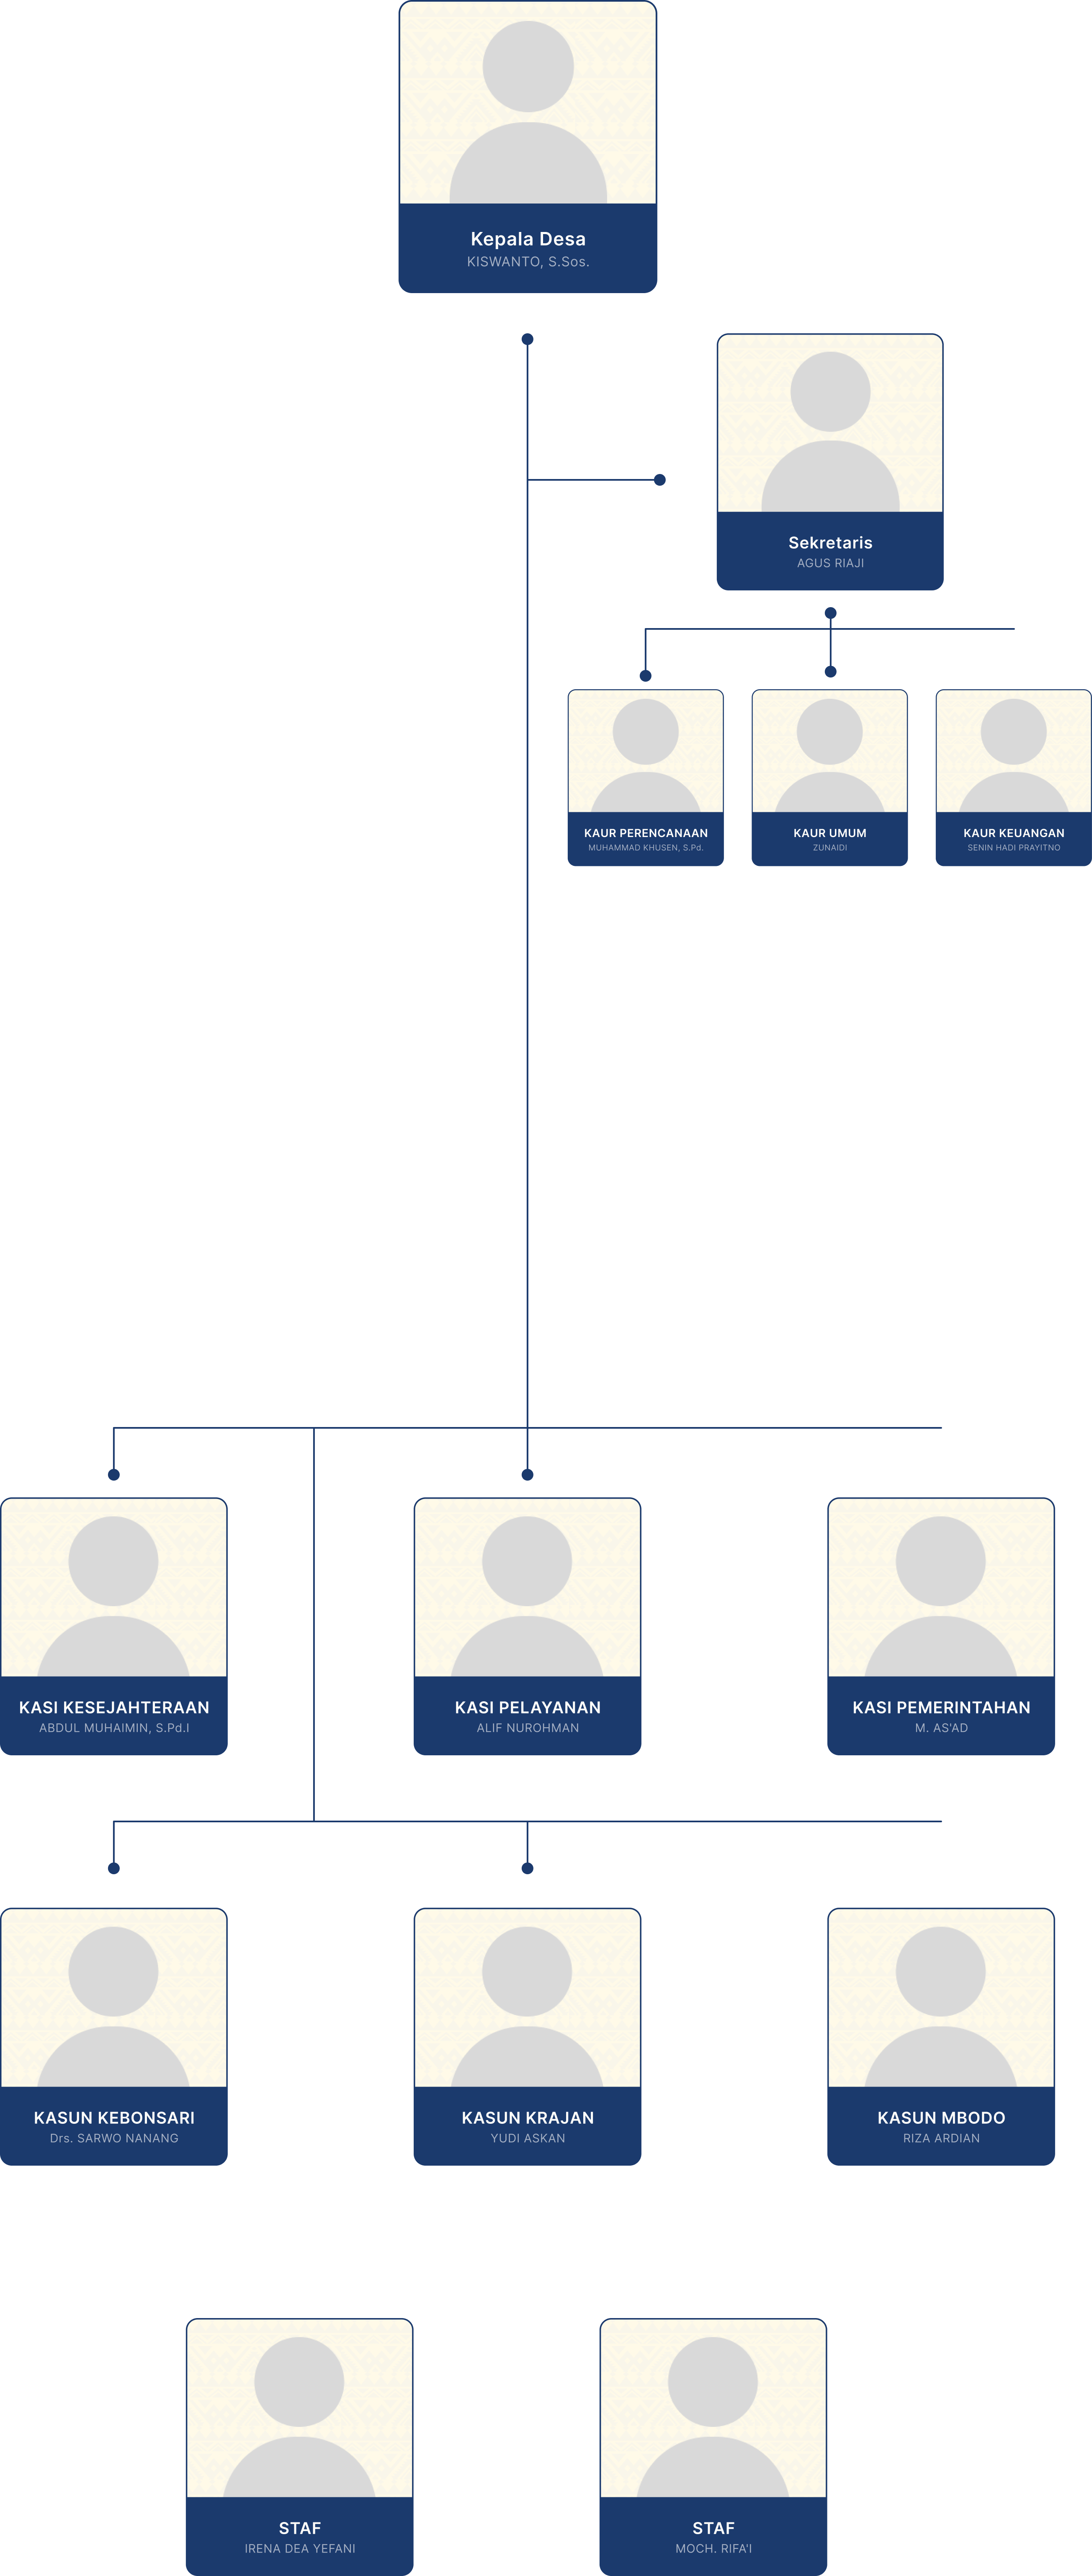 Kepala Desa
KISWANTO, S.Sos.
Sekretaris
AGUS RIAJI
KAUR PERENCANAAN
MUHAMMAD KHUSEN, S.Pd.
KAUR UMUM
ZUNAIDI
KAUR KEUANGAN
SENIN HADI PRAYITNO
KASI KESEJAHTERAAN
ABDUL MUHAIMIN, S.Pd.I
KASI PELAYANAN
ALIF NUROHMAN
KASI PEMERINTAHAN
M. AS'AD
KASUN KEBONSARI
Drs. SARWO NANANG
KASUN KRAJAN
YUDI ASKAN
KASUN MBODO
RIZA ARDIAN
STAF
IRENA DEA YEFANI
STAF
MOCH. RIFA'I